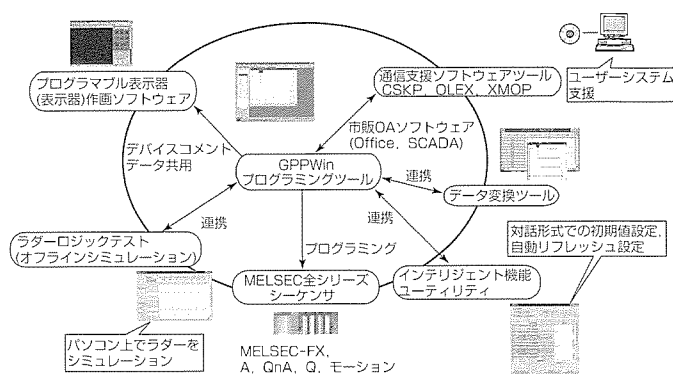 プログラマブル表示器
(表示器)作画ソフトウェア
通信支援ソフトウェアツール
CSKP，OLEX，XMOP
ユーザーシステム
支援
デバイスコメント
データ共用
市販OAソフトウェア
(Office，SCADA)
GPPWin
プログラミングツール
連携
データ変換ツール
連携
連携
ラダーロジックテスト
(オフラインシミュレーション)
プログラミング
対話形式での初期値設定，
自動リフレッシュ設定
MELSEC全シリーズ
シーケンサ
インテリジェント機能
ユーティリティ
パソコン上でラダーを
シミュレーション
MELSEC-FX，
A，QnA，Q，モーション